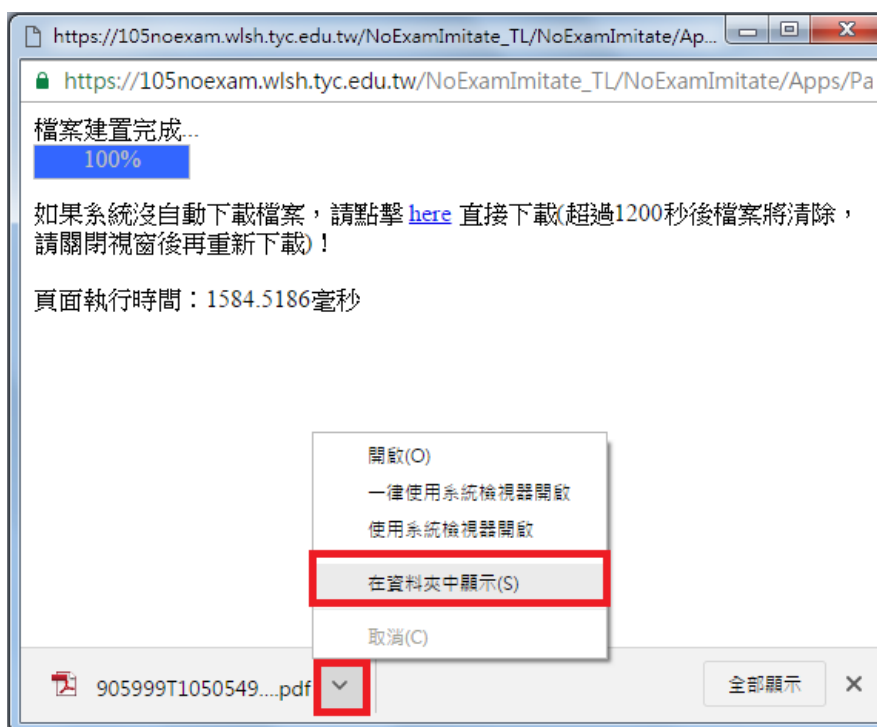 https://105noexam.wlsh.tyc.edu.tw/NoExamImitate_TL/NoExamImitate/Ap...
https://105noexam.wlsh.tyc.edu.tw/NoExamImitate_TL/NoExamImitate/Apps/Pa
檔案建置完成...
100%
如果系統沒自動下載檔案，請點擊 here 直接下載(超過1200秒後檔案將清除，
請關閉視窗後再重新下載)！
頁面執行時間：1584.5186毫秒
開啟(O)
一律使用系統檢視器開啟
使用系統檢視器開啟
在資料夾中顯示(S)
取消(C)
905999T1050549....pdf
全部顯示